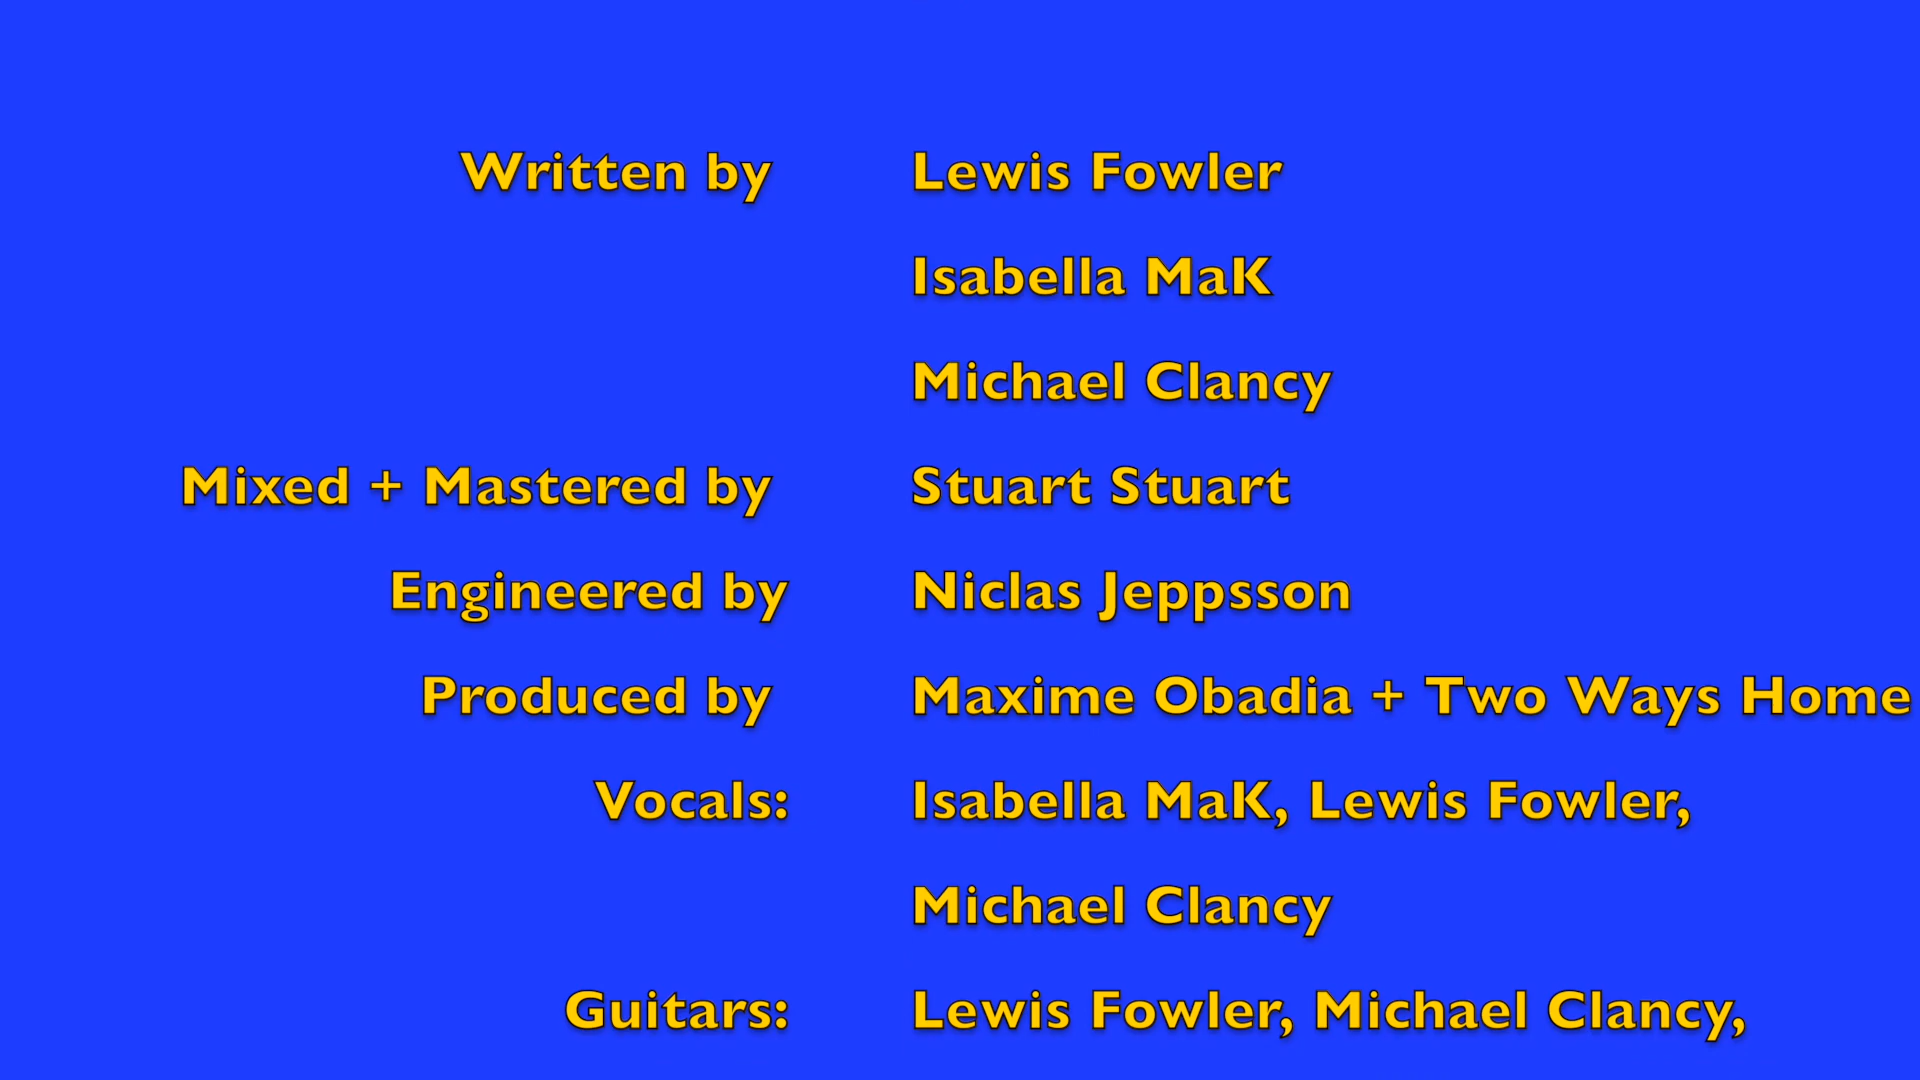 Written by Lewis Fowler
Isabella MaK
Michael Clancy
Mixed + Mastered by Stuart Stuart
Engineered by Niclas Jeppsson
Produced by Maxime Obadia + Two Ways Home
Vocals: Isabella MaK, Lewis Fowler,
Michael Clancy
Guitars: Lewis Fowler, Michael Clancy,